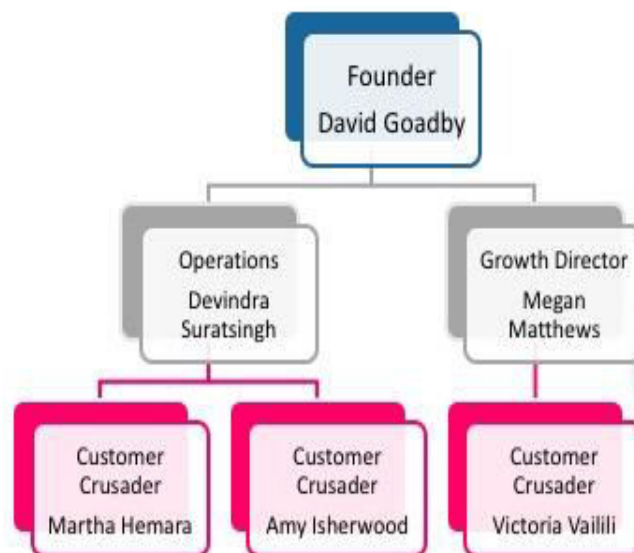 Founder
David Goadby
Operations
Devindra
Suratsingh
Growth Director
Megan
Matthews
Customer
Crusader
Martha Hemara
Customer
Crusader
Amy Isherwood
Customer
Crusader
Victoria Vailili